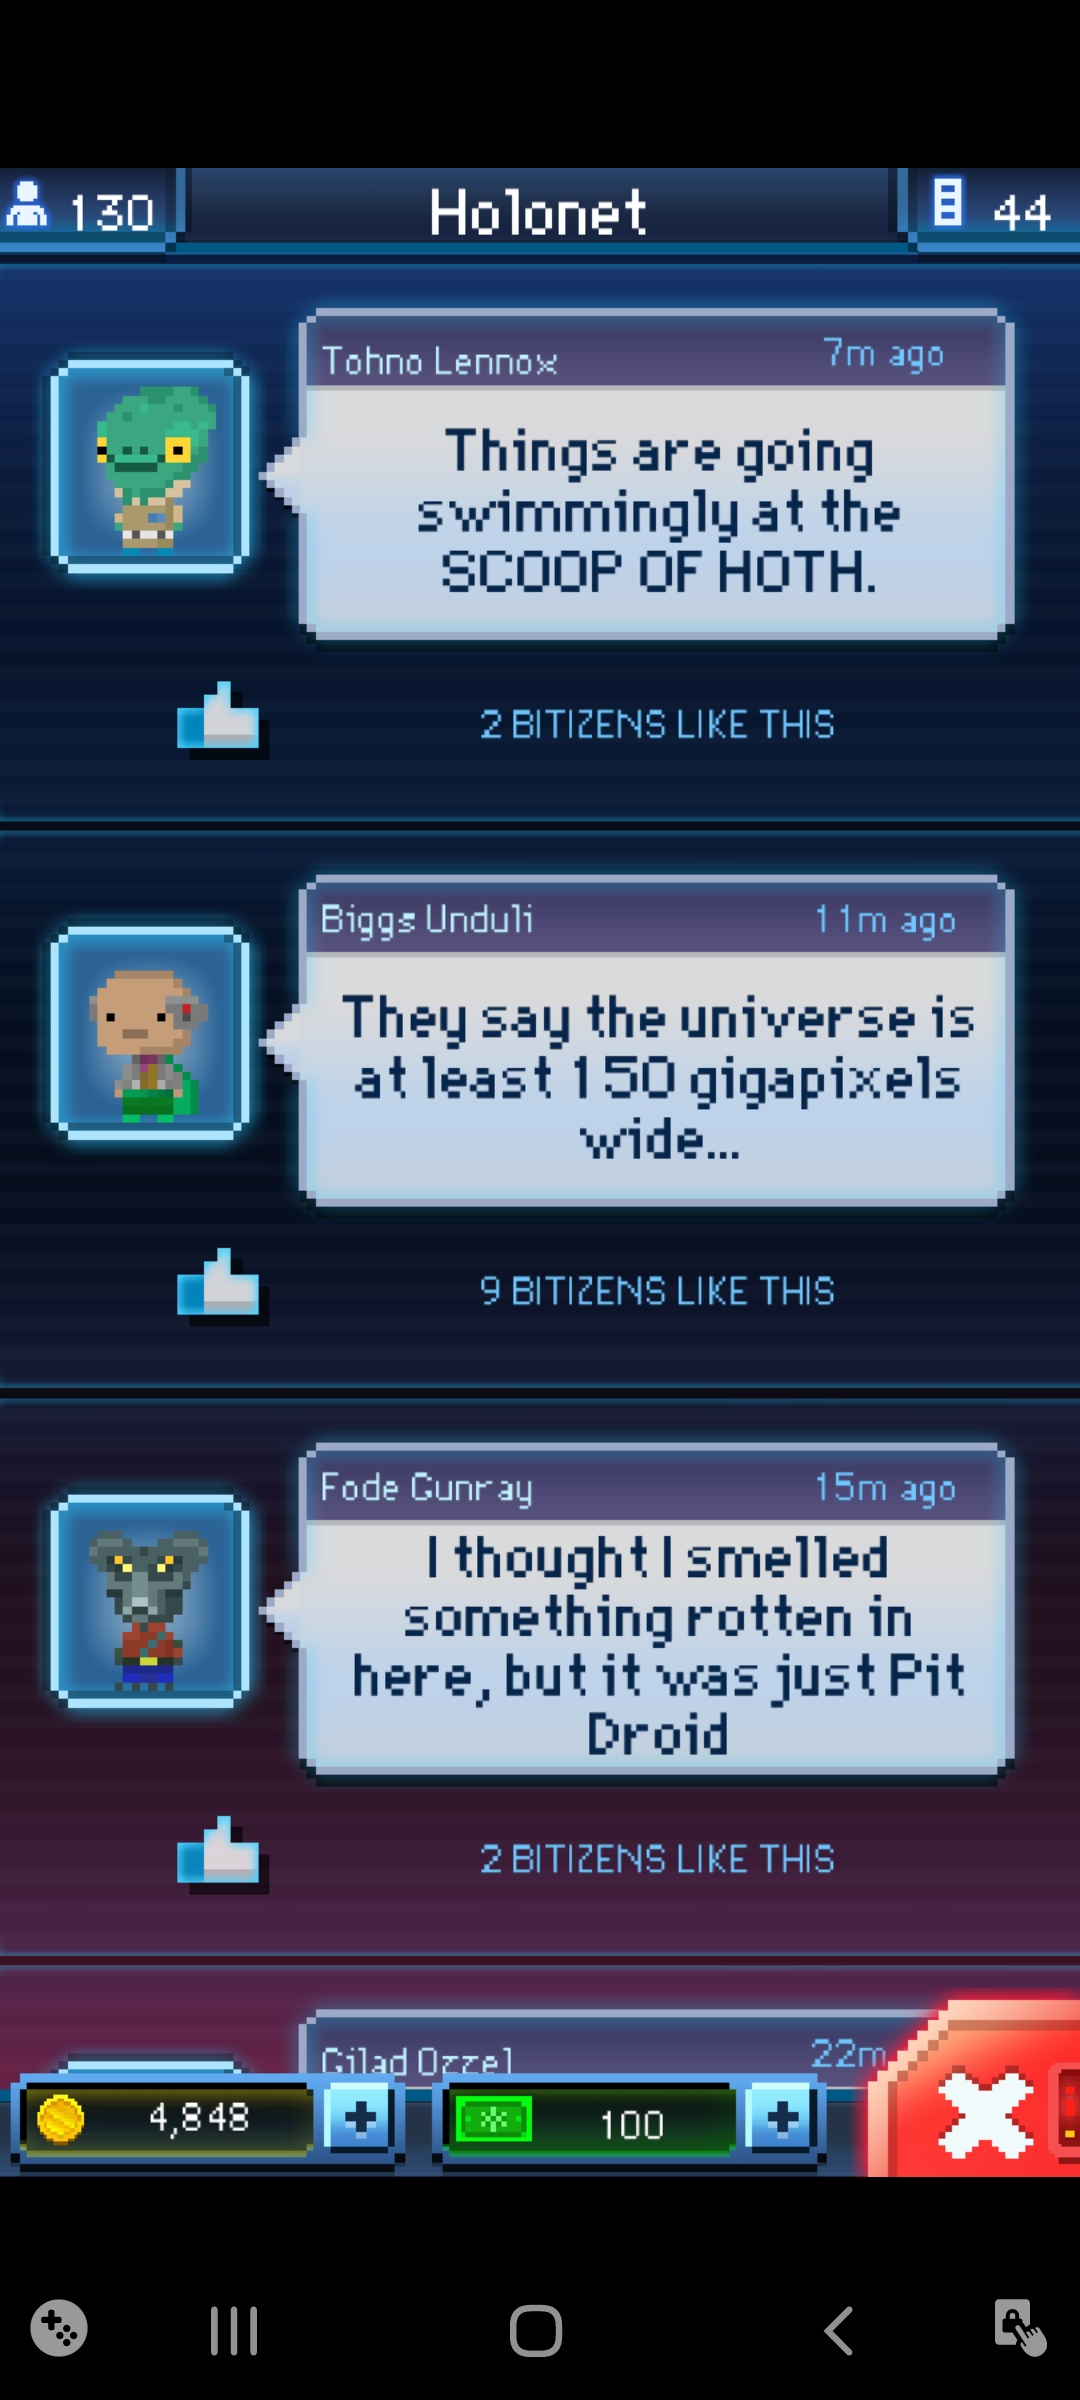 130
Holonet
44
Tohno Lennox
7m ago
Things are going
swimmingly at the
SCOOP OF HOTH.
2 BITIZENS LIKE THIS
Biggs Unduli
11m ago
They say the universe is
at least 150 gigapixels
wide...
9 BITIZENS LIKE THIS
Fode Gunray
15m ago
I thought I smelled
something rotten in
here, but it was just Pit
Droid
2 BITIZENS LIKE THIS
Gilad Ozzel
22m
4,848
100